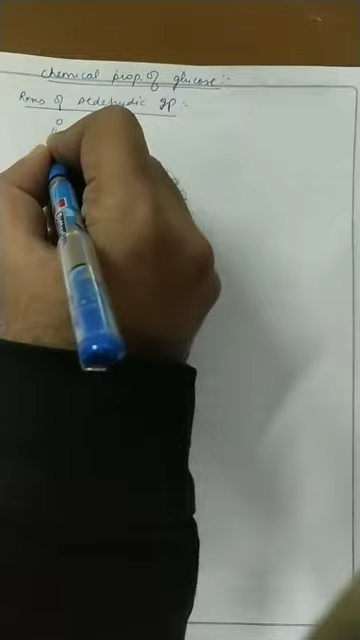 chemical prop. of glucose:-
Rxns of aldehydic gp:-
O